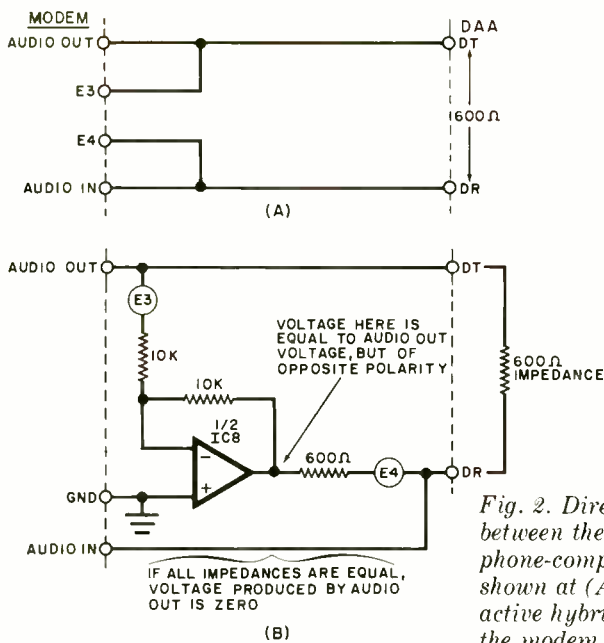 MODEM
DAA
AUDIO OUT
DT
E3
600Ω
E4
AUDIO IN
DR
(A)
AUDIO OUT
DT
E3
VOLTAGE HERE IS
EQUAL TO AUDIO OUT
VOLTAGE, BUT OF
OPPOSITE POLARITY
10K
10K
600Ω
IMPEDANCE
1/2
IC8
600Ω
−
E4
DR
+
GND
AUDIO IN
IF ALL IMPEDANCES ARE EQUAL,
VOLTAGE PRODUCED BY AUDIO
OUT IS ZERO
(B)
Fig. 2. Dire
between the
phone-comp
shown at (A
active hybri
the modem